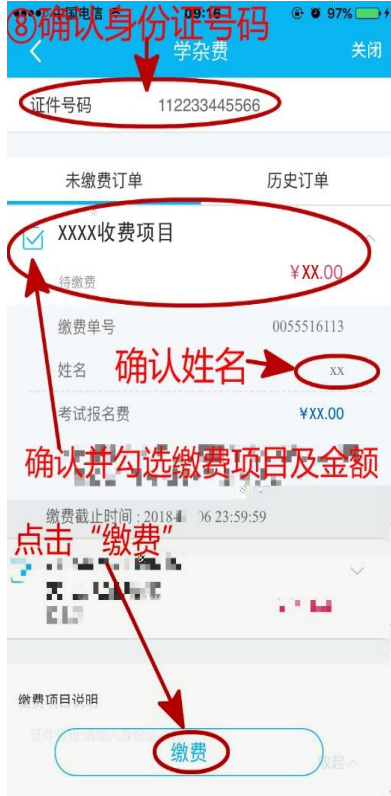 中国电信 09:16 97%
⑧确认身份证号码
学杂费 关闭
证件号码 112233445566
未缴费订单 历史订单
XXXX收费项目
待缴费 ¥XX.00
缴费单号 0055516113
姓名 xx
确认姓名
考试报名费 ¥XX.00
确认并勾选缴费项目及金额
缴费截止时间 : 2018- 06 23:59:59
点击“缴费”
缴费项目说明
缴费
收起